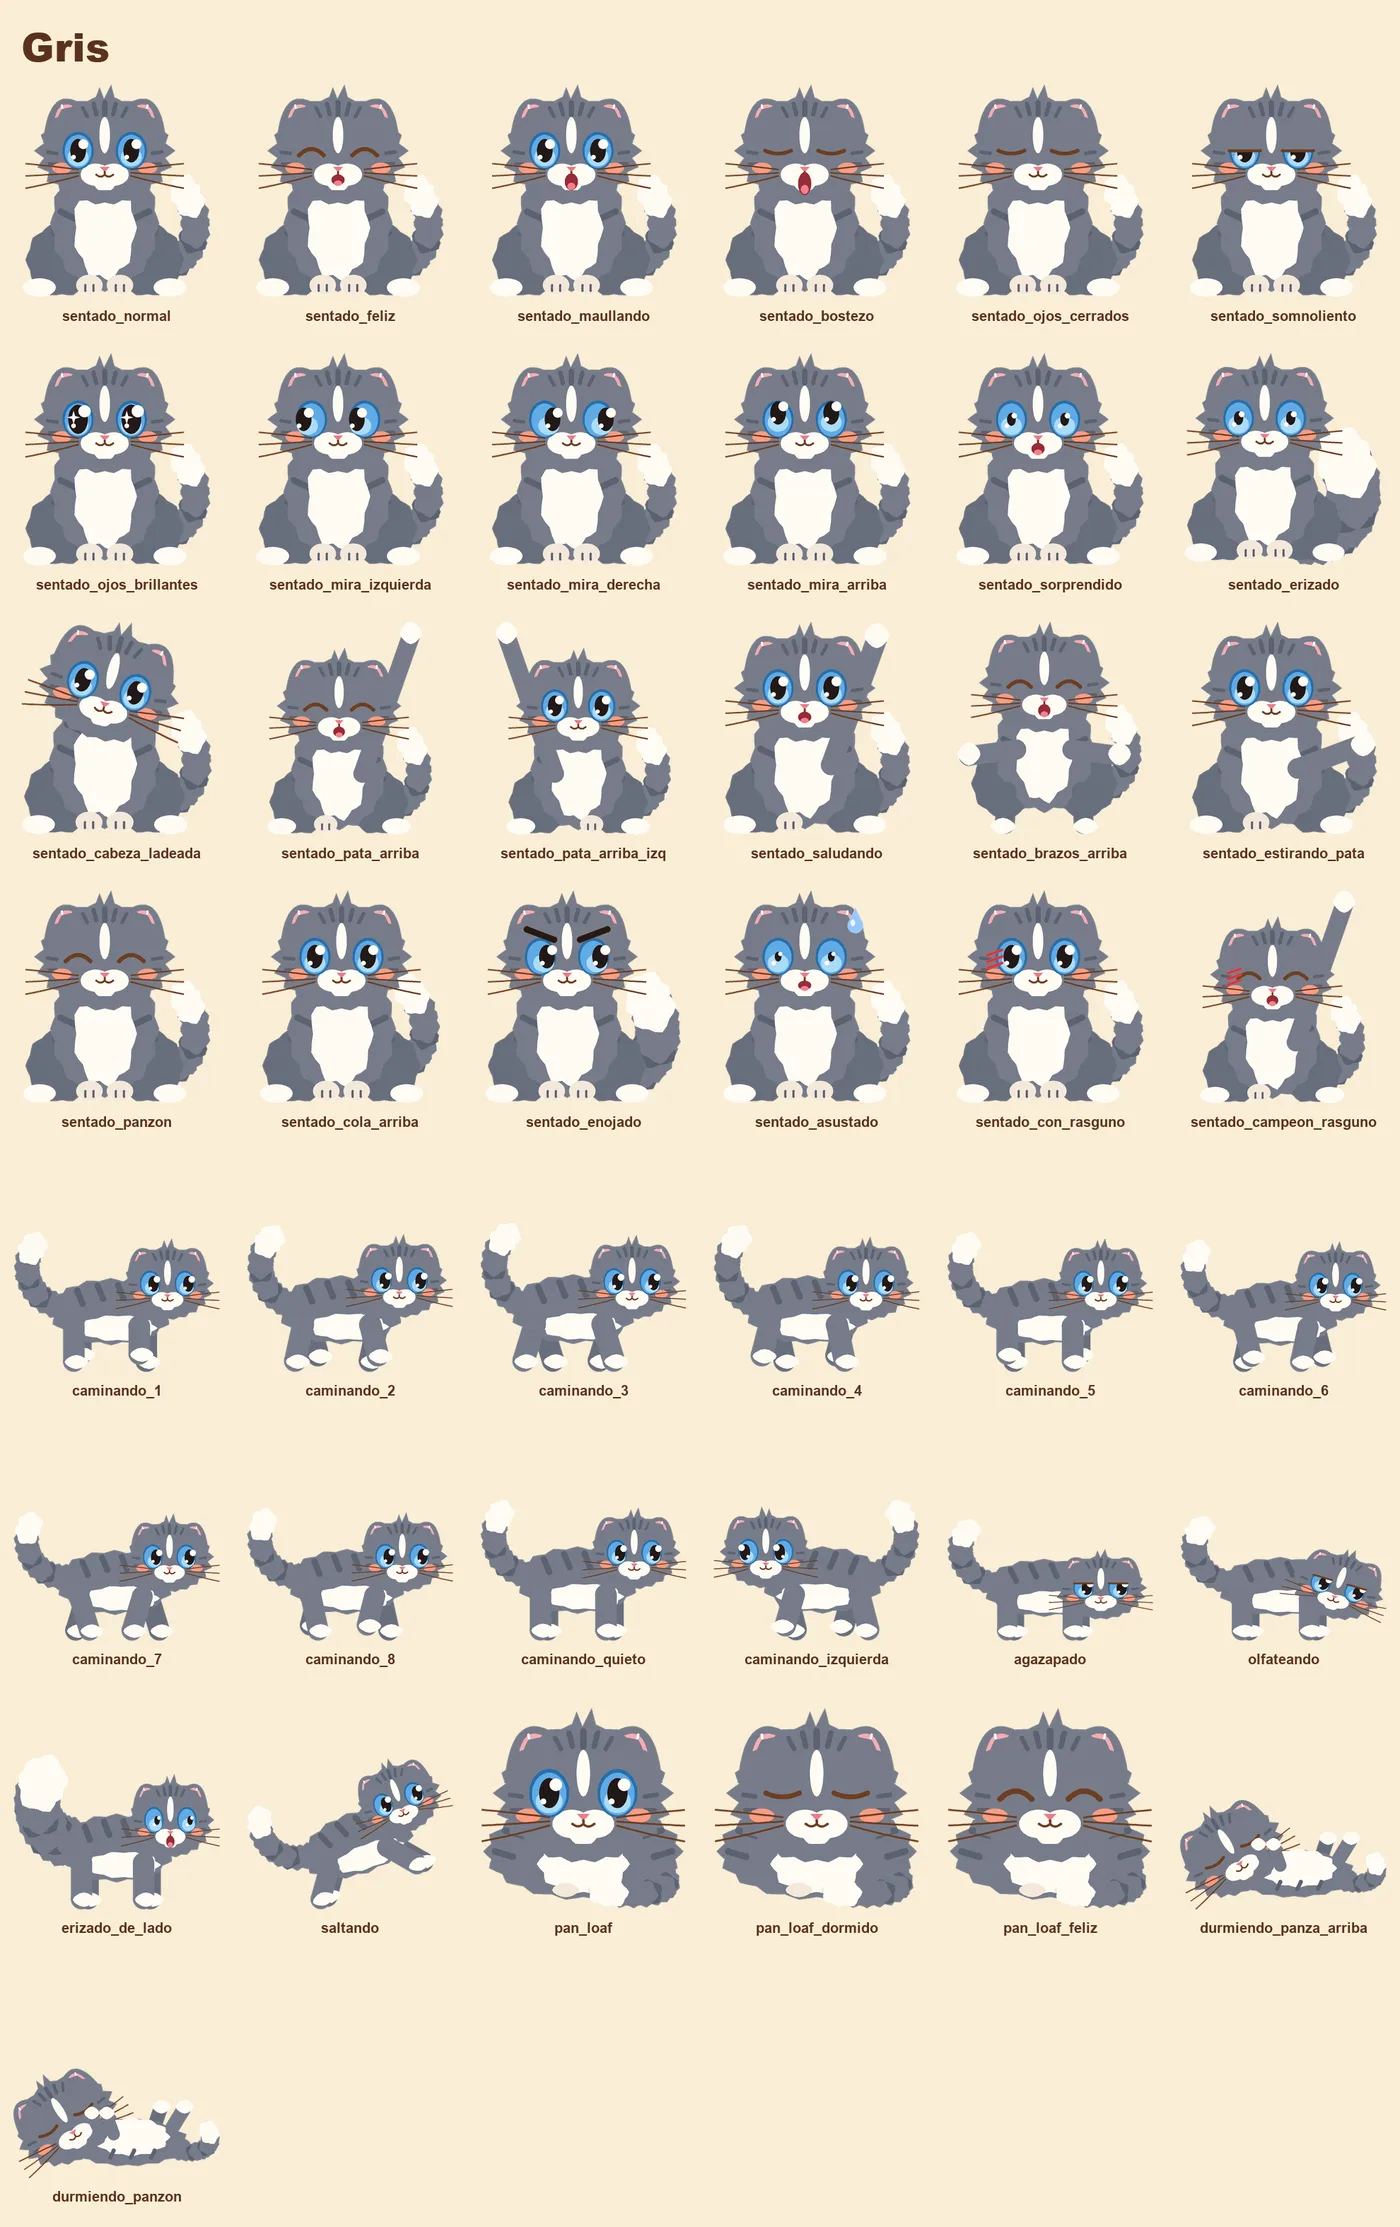 Gris
sentado_normal
sentado_feliz
sentado_maullando
sentado_bostezo
sentado_ojos_cerrados
sentado_somnoliento
sentado_ojos_brillantes
sentado_mira_izquierda
sentado_mira_derecha
sentado_mira_arriba
sentado_sorprendido
sentado_erizado
sentado_cabeza_ladeada
sentado_pata_arriba
sentado_pata_arriba_izq
sentado_saludando
sentado_brazos_arriba
sentado_estirando_pata
sentado_panzon
sentado_cola_arriba
sentado_enojado
sentado_asustado
sentado_con_rasguno
sentado_campeon_rasguno
caminando_1
caminando_2
caminando_3
caminando_4
caminando_5
caminando_6
caminando_7
caminando_8
caminando_quieto
caminando_izquierda
agazapado
olfateando
erizado_de_lado
saltando
pan_loaf
pan_loaf_dormido
pan_loaf_feliz
durmiendo_panza_arriba
durmiendo_panzon